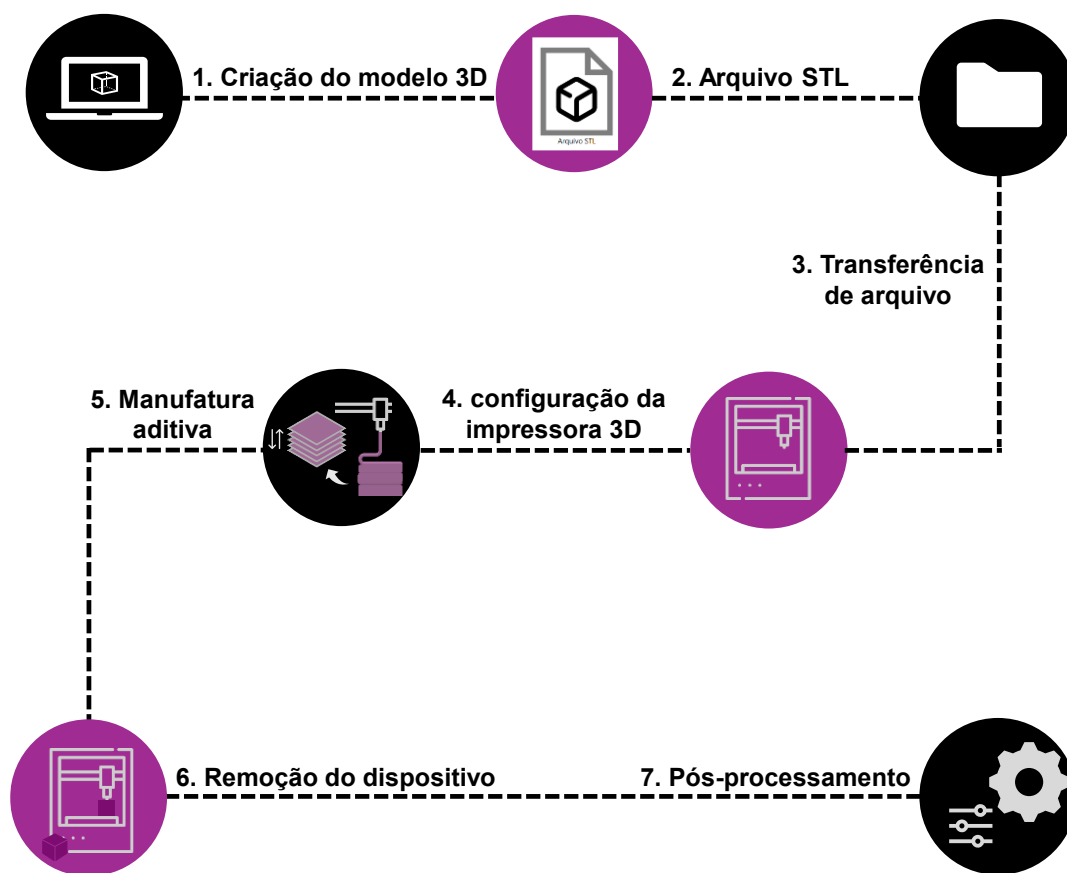 1. Criação do modelo 3D
2. Arquivo STL
Arquivo STL
3. Transferência
de arquivo
4. configuração da
impressora 3D
5. Manufatura
aditiva
6. Remoção do dispositivo
7. Pós-processamento